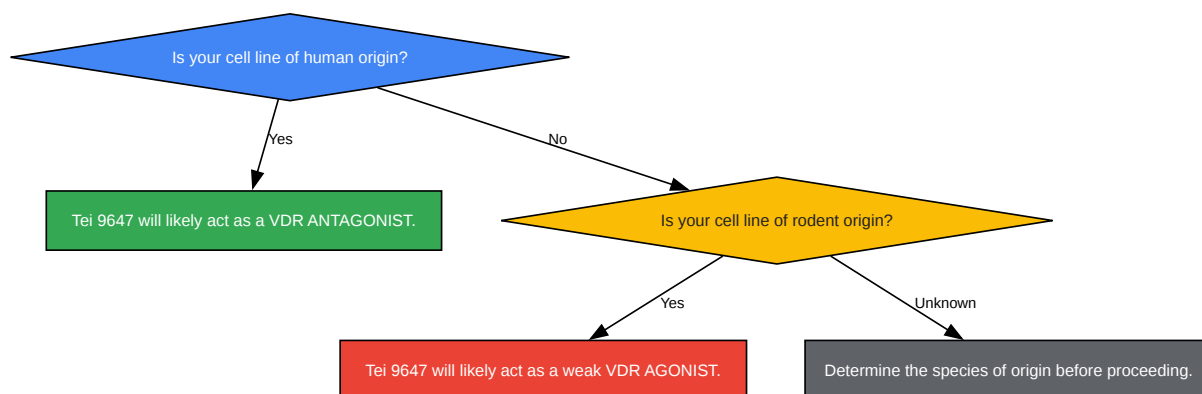 Is your cell line of human origin?
Yes
No
Tei 9647 will likely act as a VDR ANTAGONIST.
Is your cell line of rodent origin?
Yes
Unknown
Tei 9647 will likely act as a weak VDR AGONIST.
Determine the species of origin before proceeding.